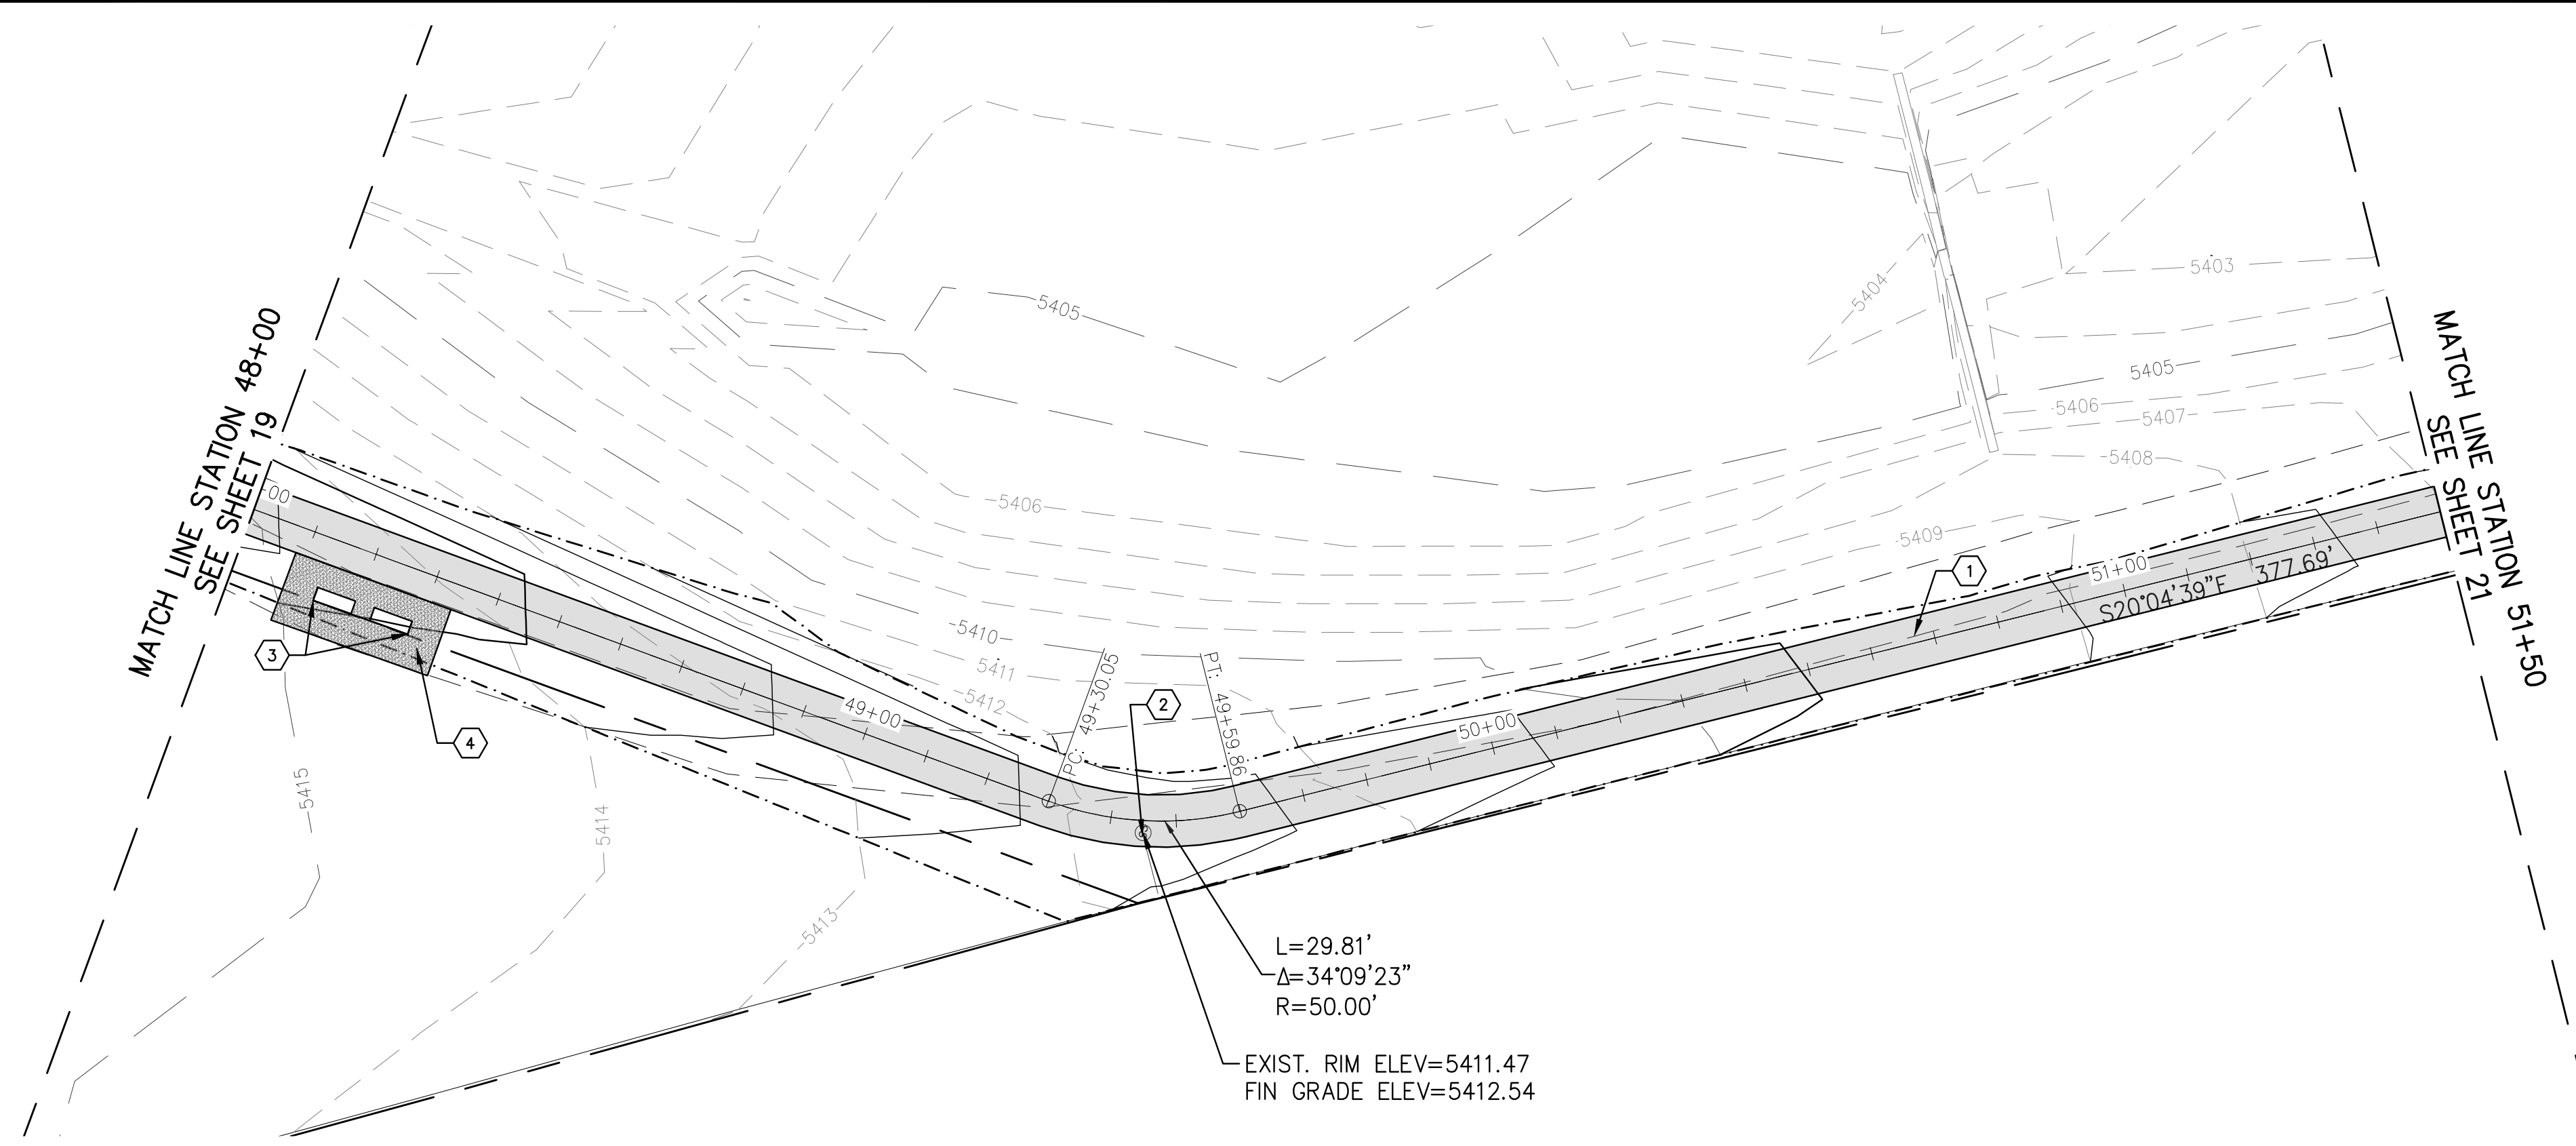 MATCH LINE STATION 48+00
SEE SHEET 19
00
3
4
5415
5414
5413
5405
5406
5410
5411
5412
49+00
PC: 49+30.05
PT: 49+59.86
2
50+00
L=29.81'
Δ=34°09'23"
R=50.00'
EXIST. RIM ELEV=5411.47
FIN GRADE ELEV=5412.54
5404
5403
5405
5406
5407
5408
5409
1
51+00
S20°04'39"E 377.69'
MATCH LINE STATION 51+50
SEE SHEET 21